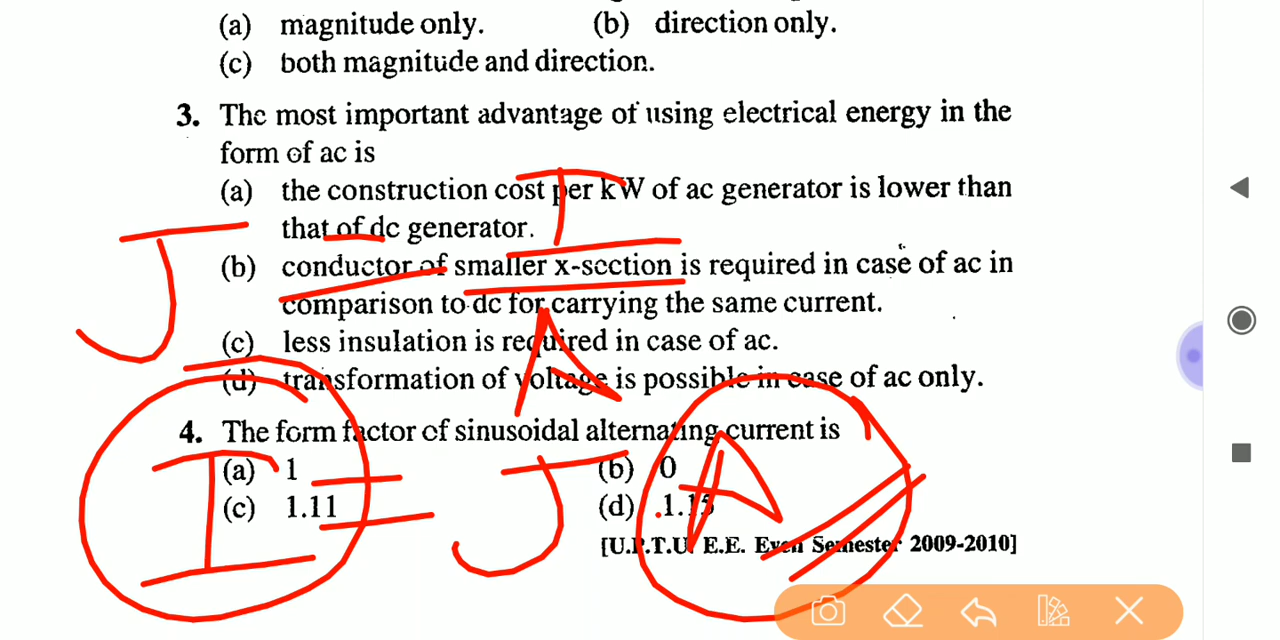 (a) magnitude only. (b) direction only.
(c) both magnitude and direction.
3. The most important advantage of using electrical energy in the
form of ac is
(a) the construction cost per kW of ac generator is lower than
that of dc generator.
(b) conductor of smaller x-section is required in case of ac in
comparison to dc for carrying the same current.
(c) less insulation is required in case of ac.
(d) transformation of voltage is possible in case of ac only.
4. The form factor of sinusoidal alternating current is
(a) 1 (b) 0
(c) 1.11 (d) 1.15
[U.P.T.U. E.E. Even Semester 2009-2010]
J
I
A
I = J
A